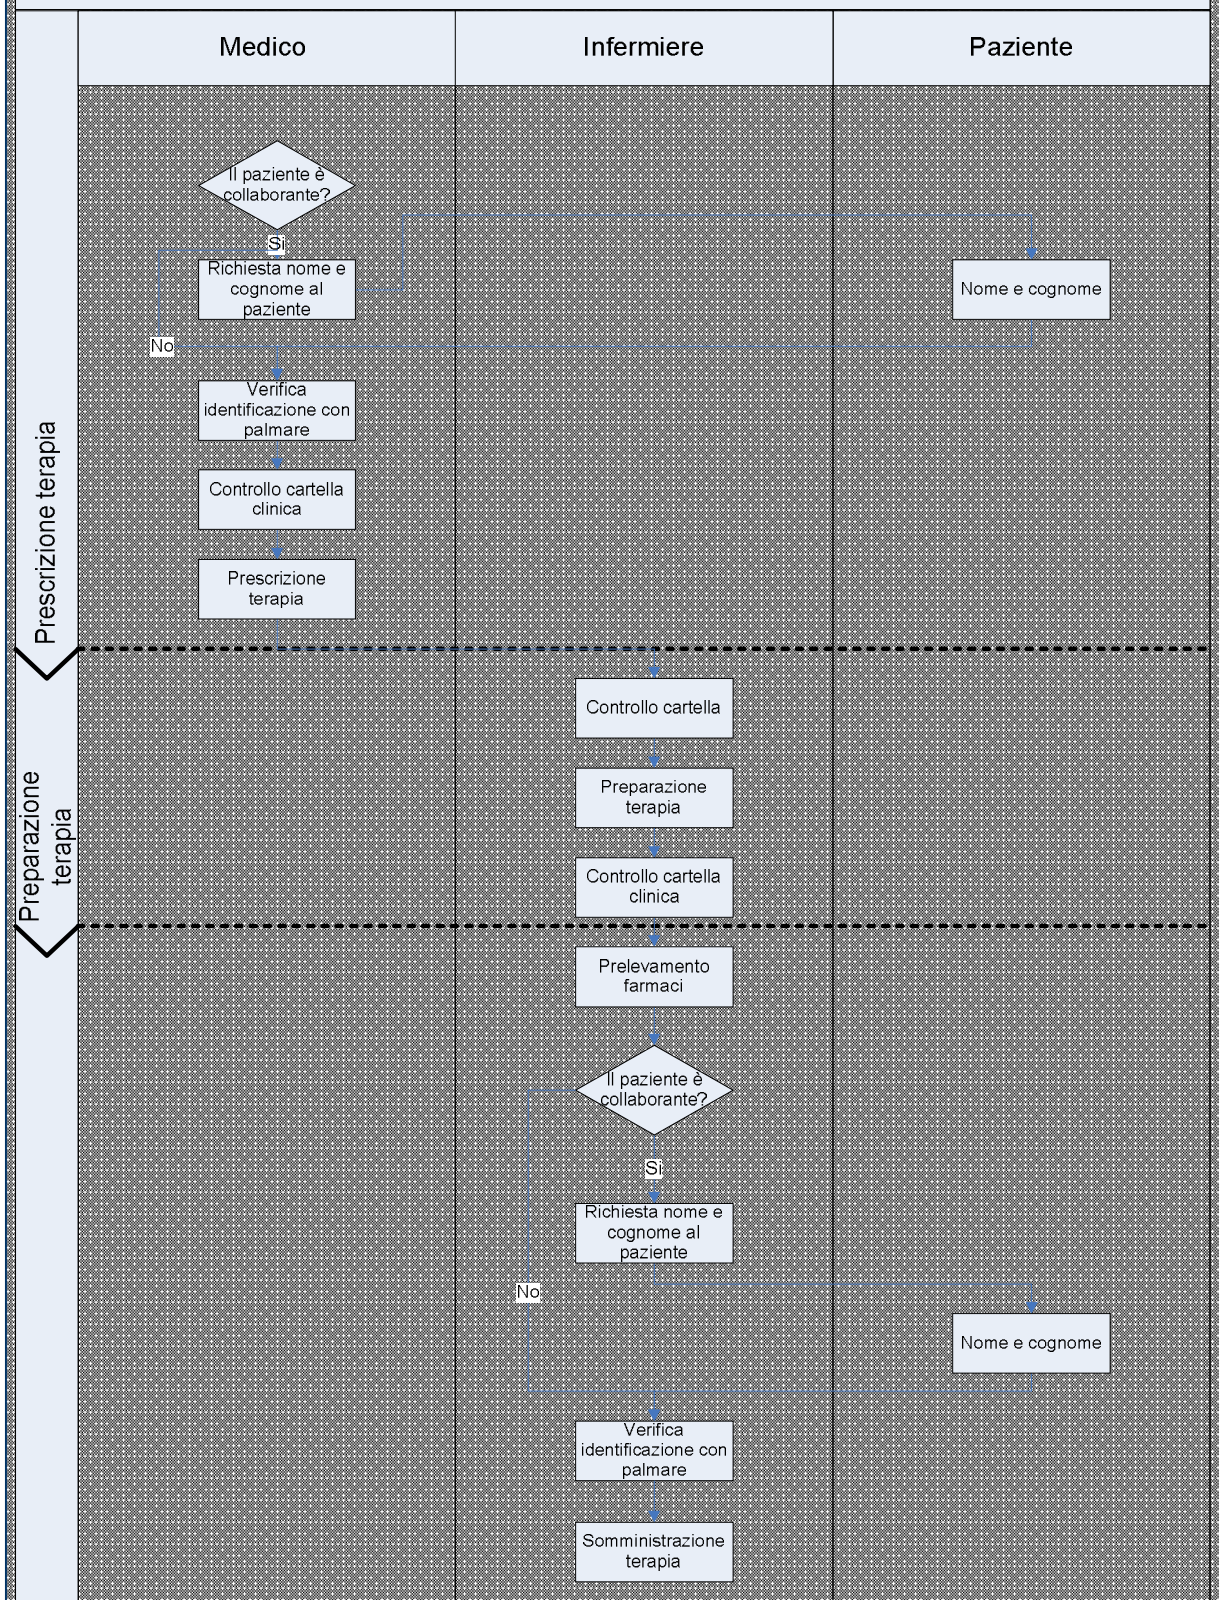 Medico
Infermiere
Paziente
Il paziente è
collaborante?
Si
Richiesta nome e
cognome al
paziente
Nome e cognome
No
Verifica
identificazione con
palmare
Controllo cartella
clinica
Prescrizione
terapia
Prescrizione terapia
Controllo cartella
Preparazione
terapia
Controllo cartella
clinica
Preparazione
terapia
Prelevamento
farmaci
Il paziente è
collaborante?
Si
Richiesta nome e
cognome al
paziente
No
Nome e cognome
Verifica
identificazione con
palmare
Somministrazione
terapia